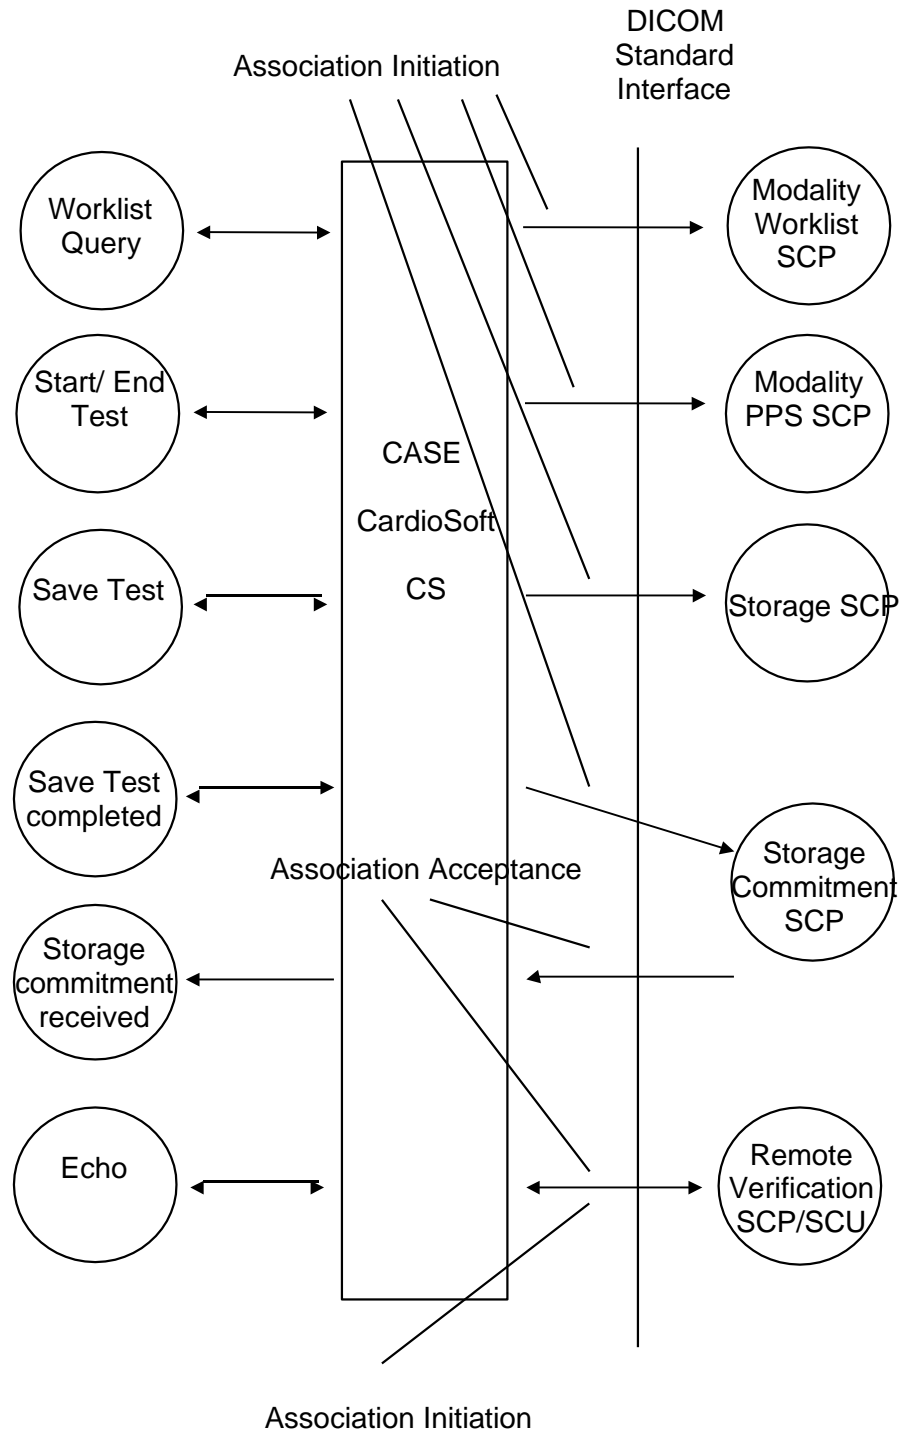 DICOM
Standard
Interface
Association Initiation
Worklist
Query
Modality
Worklist
SCP
Start/ End
Test
Modality
PPS SCP
CASE
CardioSoft
CS
Save Test
Storage SCP
Save Test
completed
Association Acceptance
Storage
Commitment
SCP
Storage
commitment
received
Echo
Remote
Verification
SCP/SCU
Association Initiation